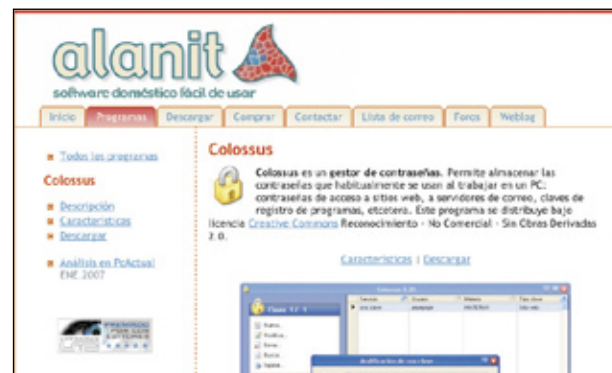 alanit
software doméstico fácil de usar
Inicio Programas Descargar Comprar Contactar Lista de correo Foros Weblog
Todos los programas
Colossus
Descripción
Características
Descargar
Análisis en PcActual
ENE 2007
Colossus
Colossus es un gestor de contraseñas. Permite almacenar las
contraseñas que habitualmente se usan al trabajar en un PC:
contraseñas de acceso a sitios web, a servidores de correo, claves de
registro de programas, etcetera. Este programa se distribuye bajo
licencia Creative Commons Reconocimiento - No Comercial - Sin Obras Derivadas
2.0.
Características | Descargar